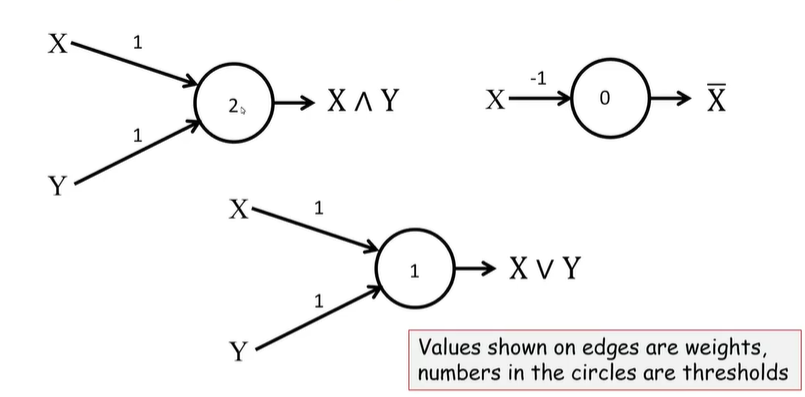 X 1
2 X ∧ Y
1
Y
X -1 0 X̅
X 1
1 X ∨ Y
1
Y
Values shown on edges are weights,
numbers in the circles are thresholds